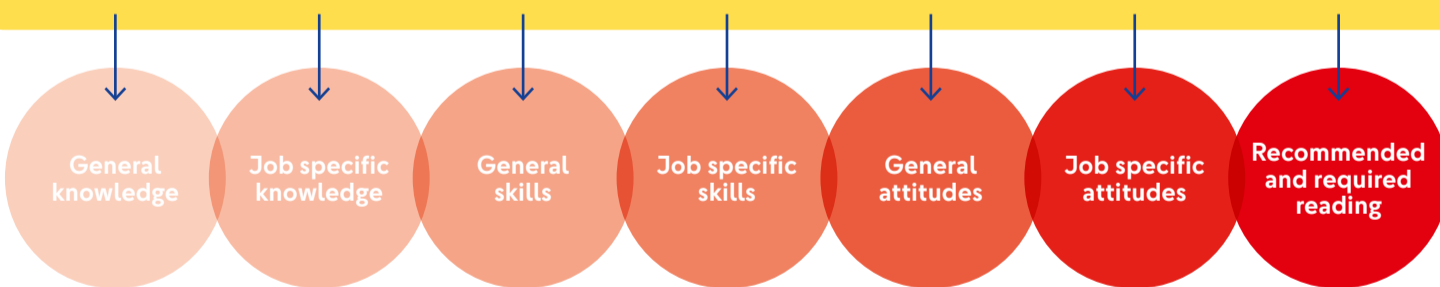 General
knowledge
Job specific
knowledge
General
skills
Job specific
skills
General
attitudes
Job specific
attitudes
Recommended
and required
reading